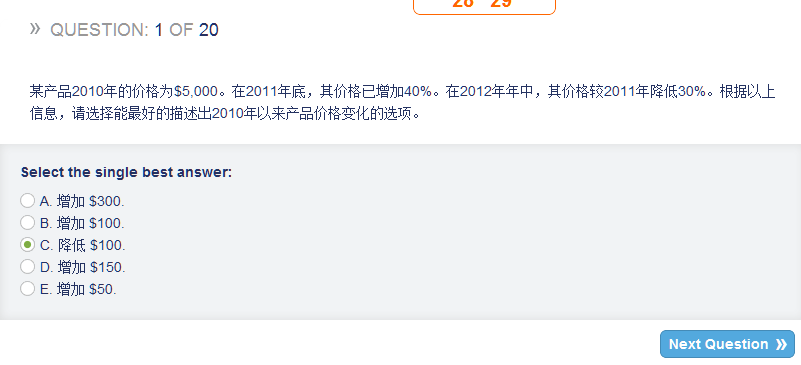 28 29
» QUESTION: 1 OF 20
某产品2010年的价格为$5,000。在2011年底，其价格已增加40%。在2012年年中，其价格较2011年降低30%。根据以上
信息，请选择能最好的描述出2010年以来产品价格变化的选项。
Select the single best answer:
A. 增加 $300.
B. 增加 $100.
C. 降低 $100.
D. 增加 $150.
E. 增加 $50.
Next Question »